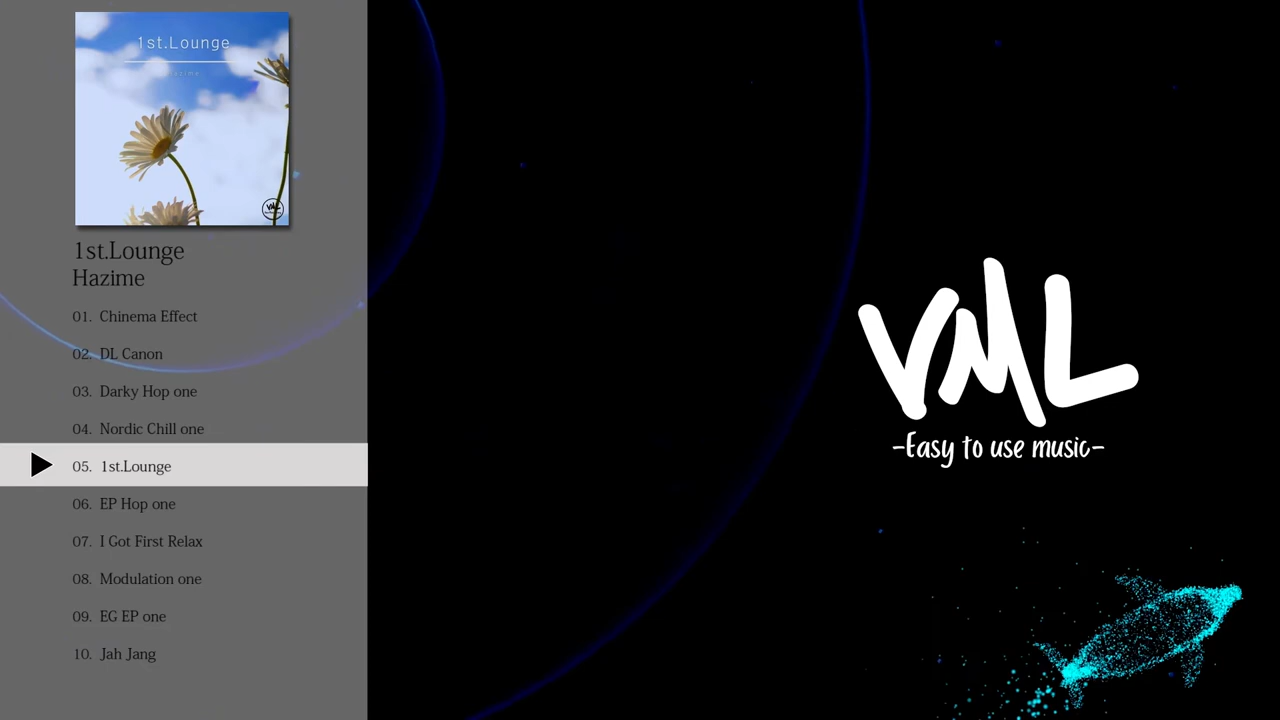 1st.Lounge
Hazime
VML
1st.Lounge
Hazime
01. Chinema Effect
02. DL Canon
03. Darky Hop one
04. Nordic Chill one
05. 1st.Lounge
06. EP Hop one
07. I Got First Relax
08. Modulation one
09. EG EP one
10. Jah Jang
VML
-Easy to use music-